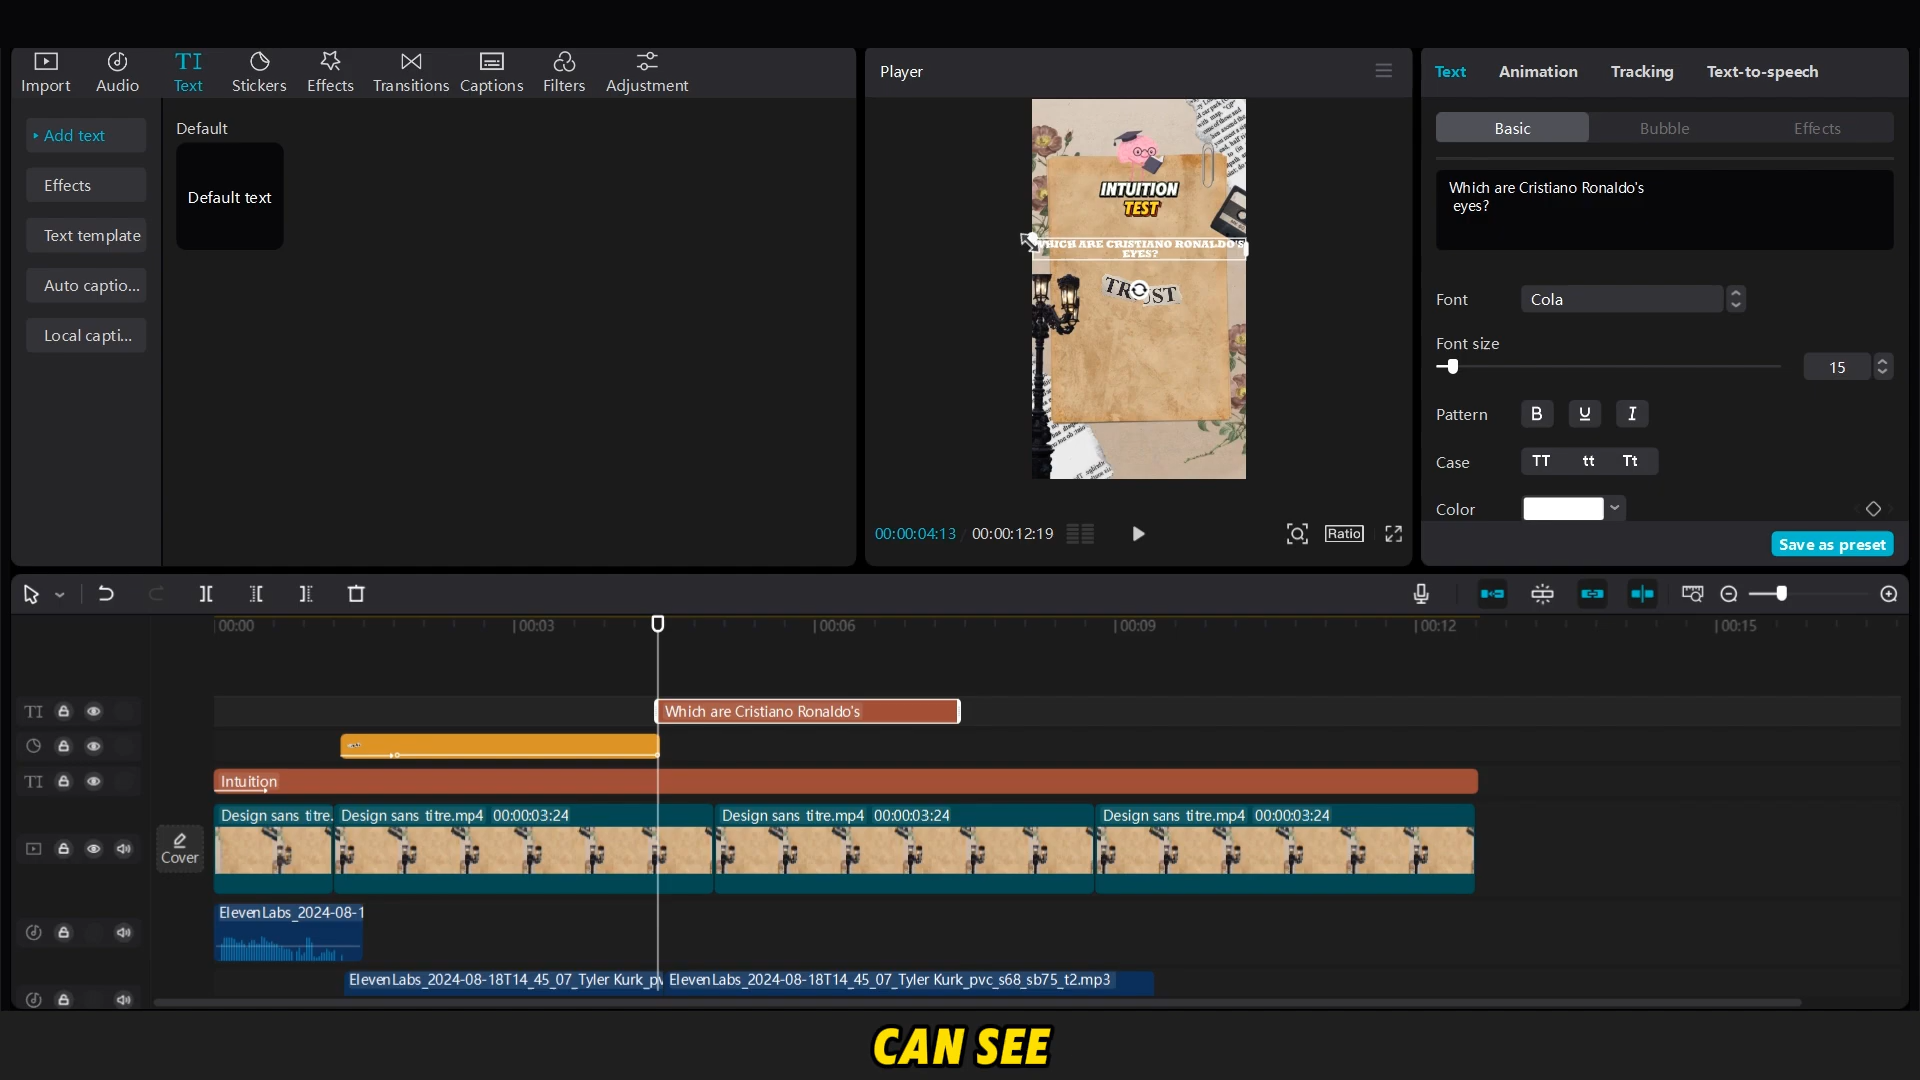 Import
Audio
TI
Text
Stickers
Effects
Transitions
Captions
Filters
Adjustment
Add text
Effects
Text template
Auto captio...
Local capti...
Default
Default text
Player
INTUITION
TEST
WHICH ARE CRISTIANO RONALDO'S
EYES?
TRUST
00:00:04:13 / 00:00:12:19
Ratio
Text
Animation
Tracking
Text-to-speech
Basic
Bubble
Effects
Which are Cristiano Ronaldo's
eyes?
Font
Cola
Font size
15
Pattern
B U I
Case
TT tt Tt
Color
Save as preset
00:00
00:03
00:06
00:09
00:12
00:15
TI
Which are Cristiano Ronaldo's
TI
Intuition
Cover
Design sans titre.
Design sans titre.mp4 00:00:03:24
Design sans titre.mp4 00:00:03:24
Design sans titre.mp4 00:00:03:24
ElevenLabs_2024-08-1
ElevenLabs_2024-08-18T14_45_07_Tyler Kurk_pv
ElevenLabs_2024-08-18T14_45_07_Tyler Kurk_pvc_s68_sb75_t2.mp3
CAN SEE